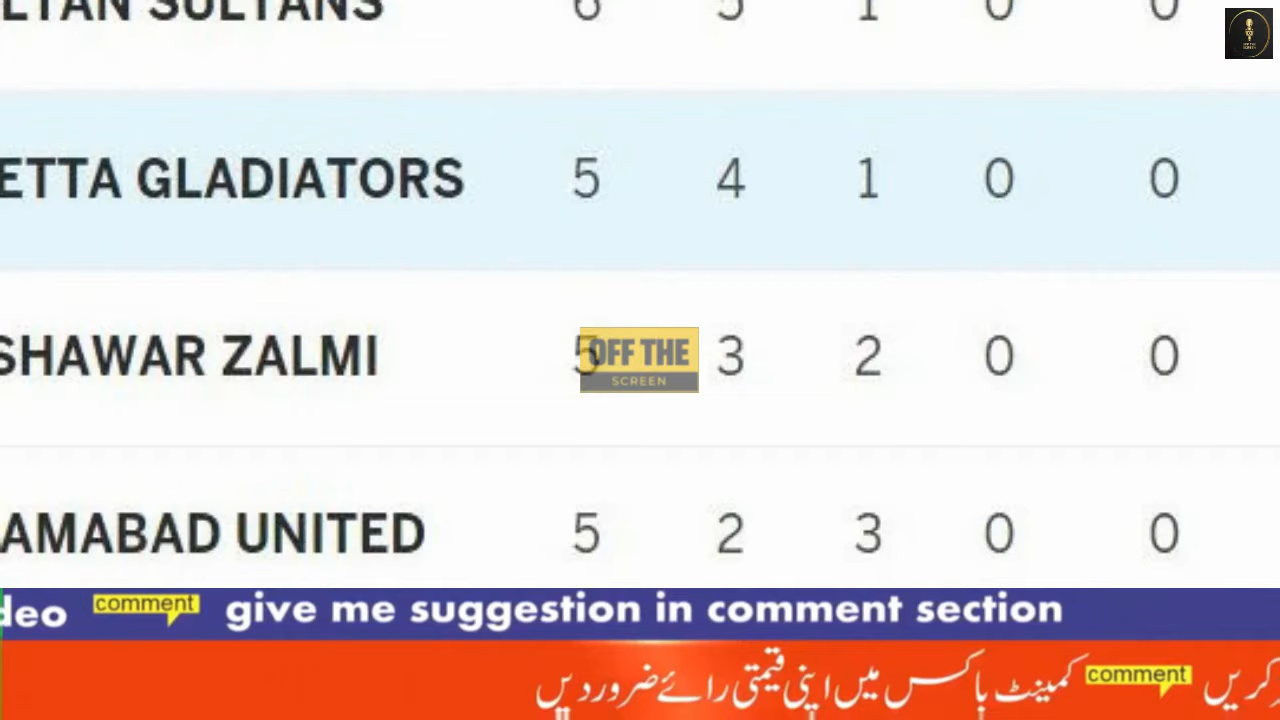 LTAN SULTANS 6 5 1 0 0
ETTA GLADIATORS 5 4 1 0 0
SHAWAR ZALMI 5 3 2 0 0
OFF THE
SCREEN
AMABAD UNITED 5 2 3 0 0
deo comment give me suggestion in comment section
کریں comment کمینٹ باکس میں اپنی قیمتی رائے ضرور دیں